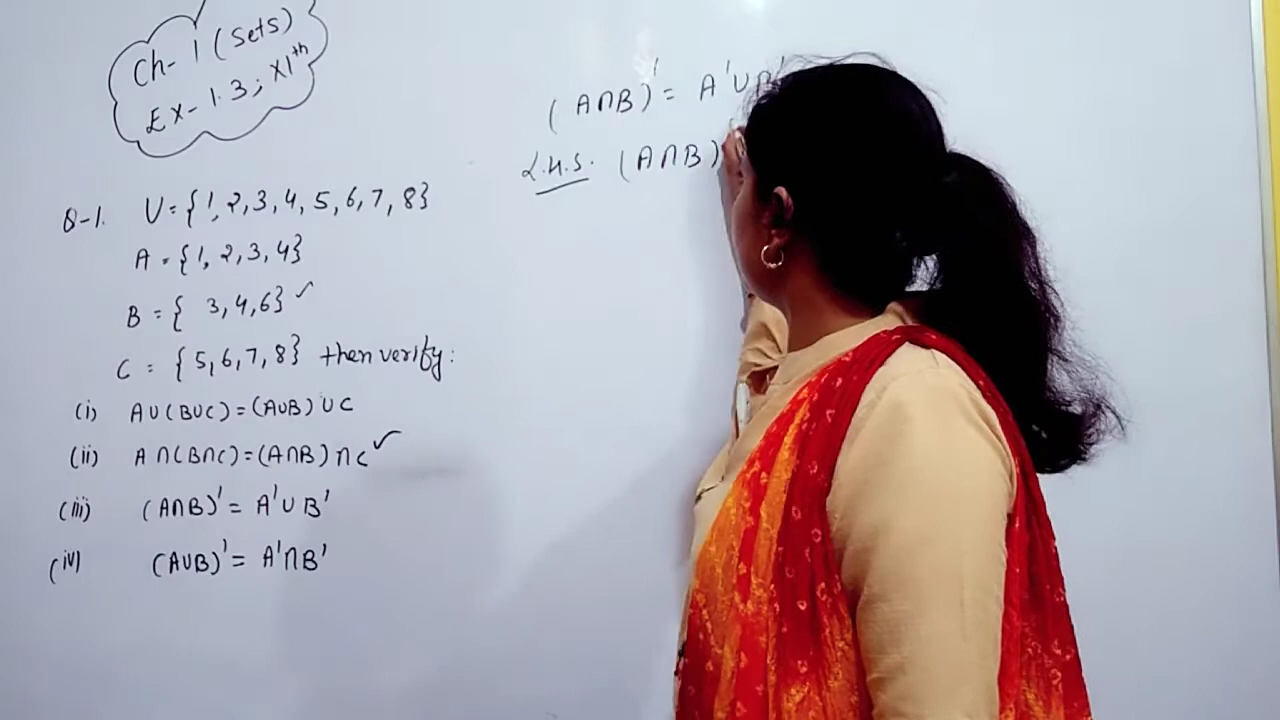 Ch-1 (Sets)
EX-1.3; XIth
Q-1. U={1,2,3,4,5,6,7,8}
A={1,2,3,4}
B={ 3,4,6} ✓
C={5,6,7,8} then verify:
(i) A∪(B∪C)=(A∪B)∪C
(ii) A∩(B∩C)=(A∩B)∩C ✓
(iii) (A∩B)'= A'∪B'
(iv) (A∪B)'= A'∩B'
(A∩B)'= A'∪B'
L.H.S. (A∩B)